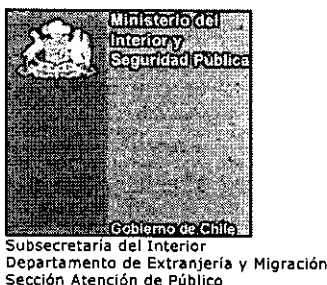 Ministerio del
Interior y
Seguridad Pública
Gobierno de Chile
Subsecretaría del Interior
Departamento de Extranjería y Migración
Sección Atención de Público